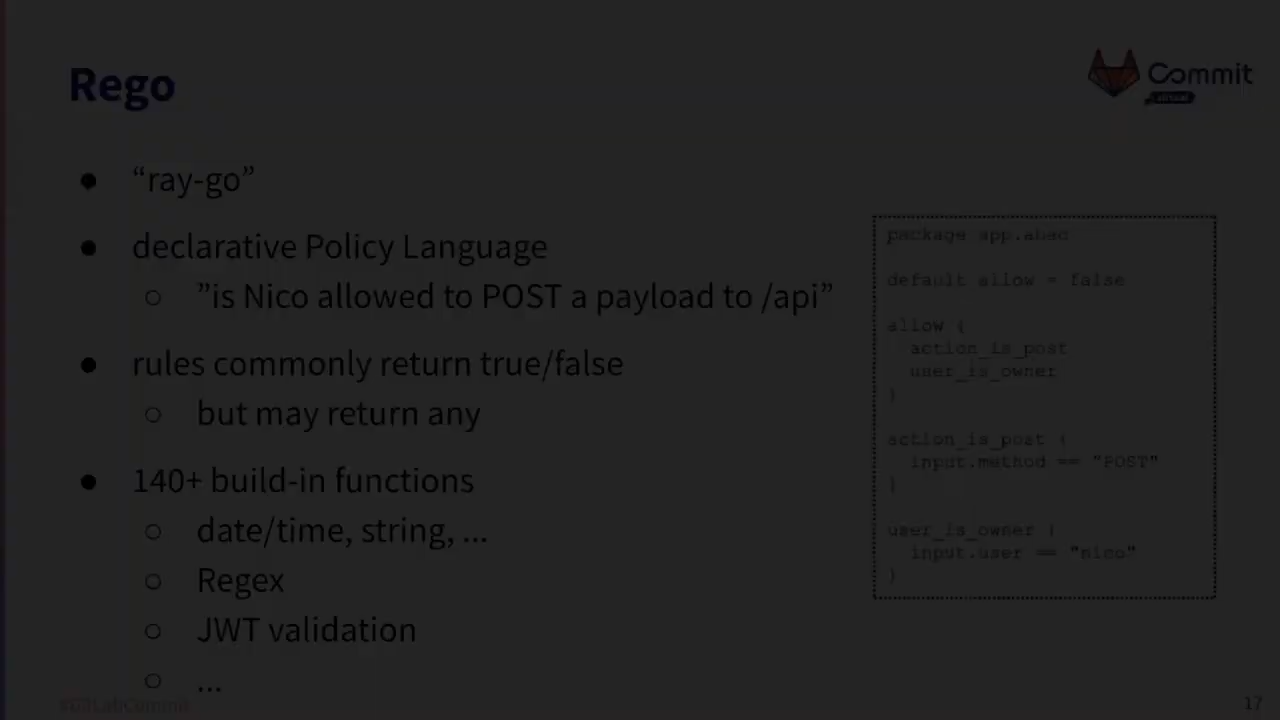 Rego
Commit
virtual
“ray-go”
declarative Policy Language
”is Nico allowed to POST a payload to /api”
rules commonly return true/false
but may return any
140+ build-in functions
date/time, string, ...
Regex
JWT validation
...
package app.abac
default allow = false
allow {
action_is_post
user_is_owner
}
action_is_post {
input.method == "POST"
}
user_is_owner {
input.user == "nico"
}
#GitLabCommit
17